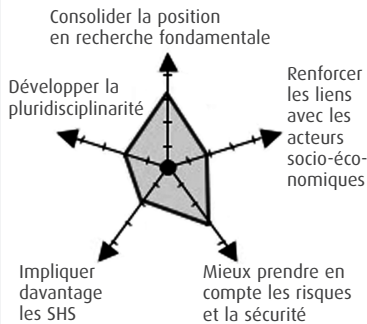 Consolider la position
en recherche fondamentale
Développer la
pluridisciplinarité
Renforcer
les liens
avec les
acteurs
socio-éco-
nomiques
Impliquer
davantage
les SHS
Mieux prendre en
compte les risques
et la sécurité